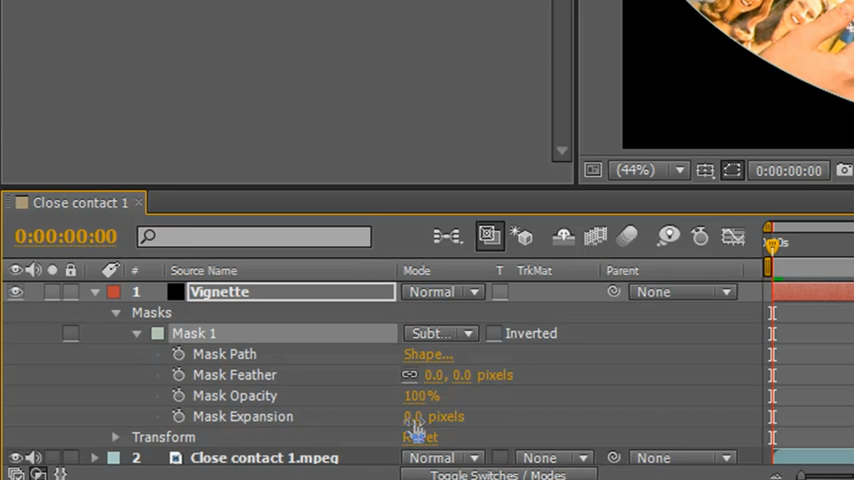 (44%) 0:00:00:00
Close contact 1 ×
0:00:00:00
# Source Name Mode T TrkMat Parent
1 Vignette Normal None
Masks
Mask 1 Subt... Inverted
Mask Path Shape...
Mask Feather 0.0, 0.0 pixels
Mask Opacity 100%
Mask Expansion 0.0 pixels
Transform
2 Close contact 1.mpeg Normal None None
Toggle Switches / Modes